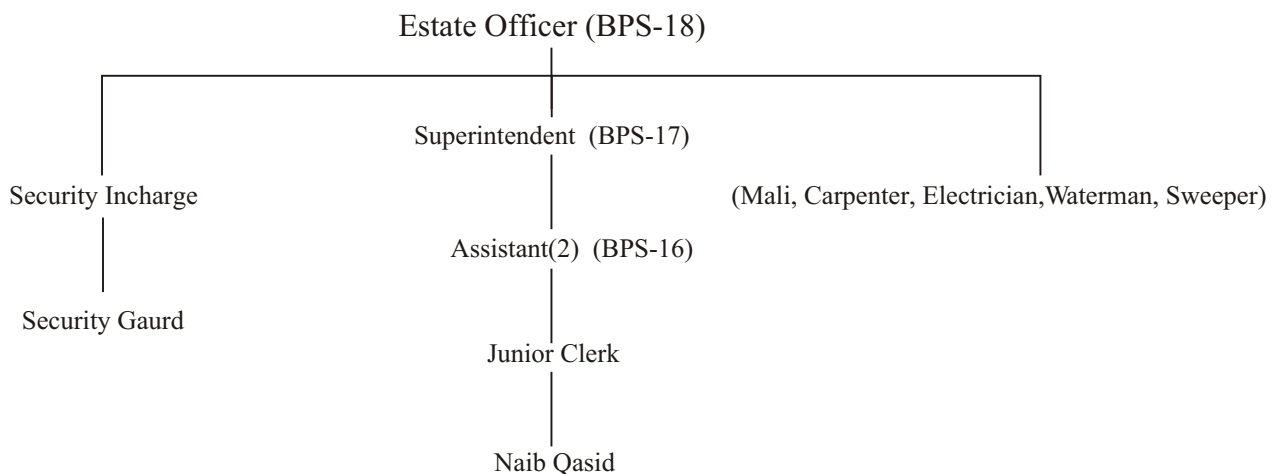 Estate Officer (BPS-18)
Superintendent (BPS-17)
Security Incharge
(Mali, Carpenter, Electrician,Waterman, Sweeper)
Assistant(2) (BPS-16)
Security Gaurd
Junior Clerk
Naib Qasid